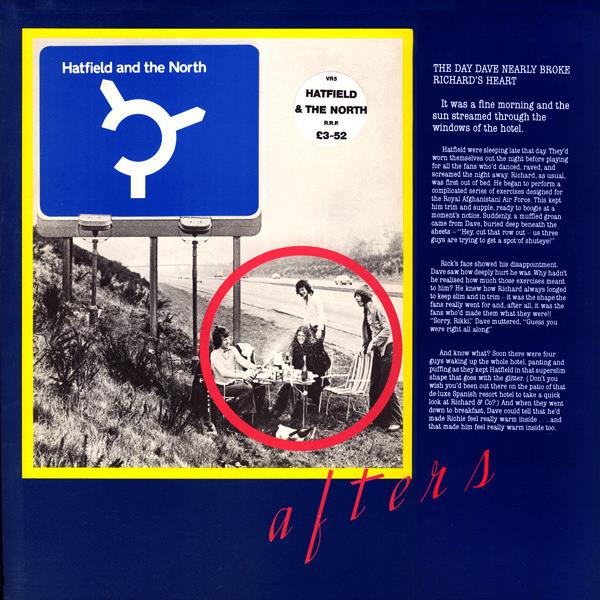 Hatfield and the North
VR5
HATFIELD
& THE NORTH
R.R.P.
£3-52
THE DAY DAVE NEARLY BROKE
RICHARD'S HEART
It was a fine morning and the
sun streamed through the
windows of the hotel.
Hatfield were sleeping late that day. They'd
worn themselves out the night before playing
for all the fans who'd danced, raved, and
screamed the night away. Richard, as usual,
was first out of bed. He began to perform a
complicated series of exercises designed for
the Royal Afghanistani Air Force. This kept
him trim and supple, ready to boogie at a
moment's notice. Suddenly, a muffled groan
came from Dave, buried deep beneath the
sheets – "Hey, cut that row out – us three
guys are trying to get a spot of shuteye!"
Rick's face showed his disappointment.
Dave saw how deeply hurt he was. Why hadn't
he realised how much those exercises meant
to him? He knew how Richard always longed
to keep slim and in trim – it was the shape the
fans really went for and, after all, it was the
fans who'd made them what they were!!
"Sorry, Rikki," Dave muttered, "Guess you
were right all along."
And know what? Soon there were four
guys waking up the whole hotel, panting and
puffing as they kept Hatfield in that superslim
shape that goes with the glitter. (Don't you
wish you'd been out there on the patio of that
de-luxe Spanish resort hotel to take a quick
look at Richard & Co?) And when they went
down to breakfast, Dave could tell that he'd
made Richie feel really warm inside . . . and
that made him feel really warm inside too.
afters